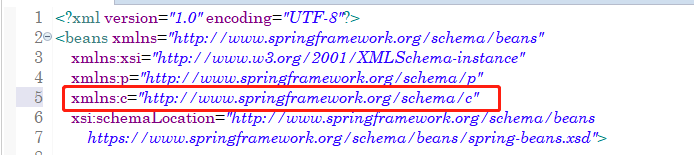 1 <?xml version="1.0" encoding="UTF-8"?>
2 <beans xmlns="http://www.springframework.org/schema/beans"
3 xmlns:xsi="http://www.w3.org/2001/XMLSchema-instance"
4 xmlns:p="http://www.springframework.org/schema/p"
5 xmlns:c="http://www.springframework.org/schema/c"
6 xsi:schemaLocation="http://www.springframework.org/schema/beans
7 https://www.springframework.org/schema/beans/spring-beans.xsd">